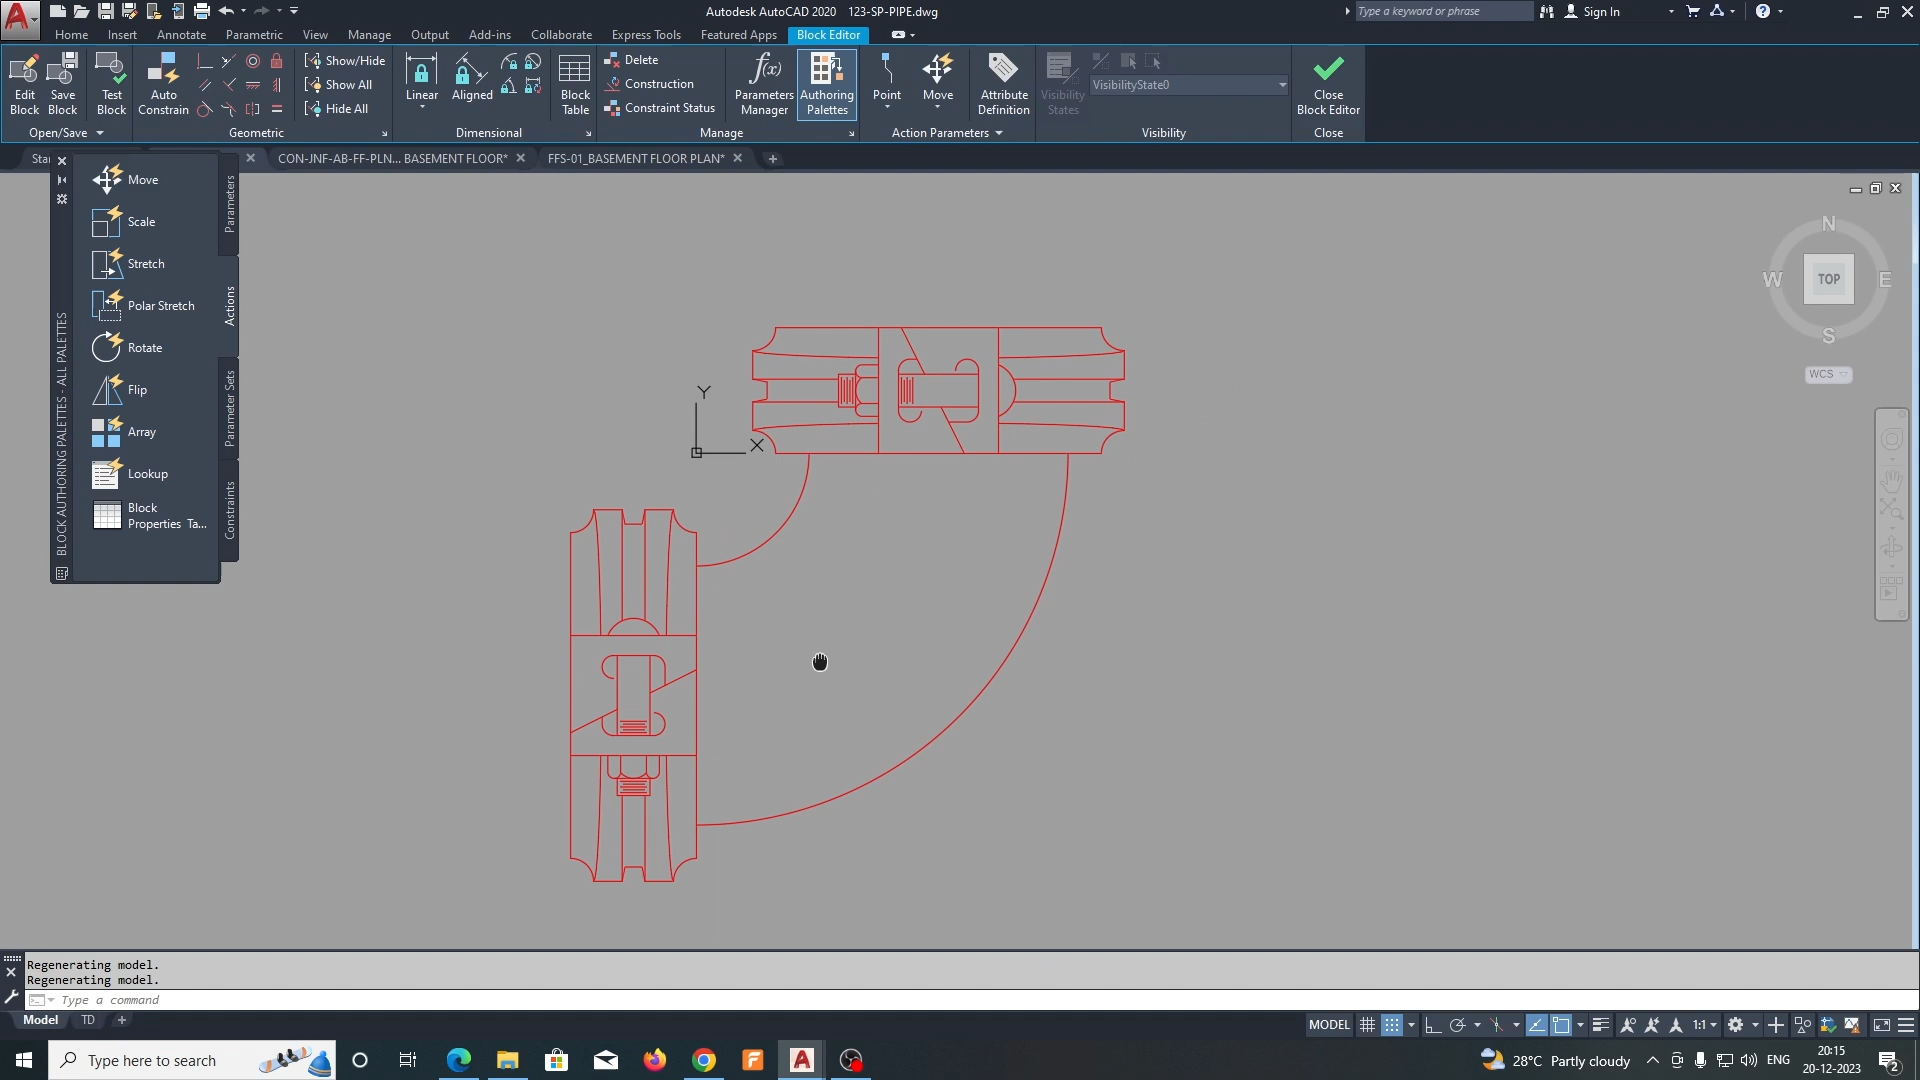 Autodesk AutoCAD 2020 123-SP-PIPE.dwg
Type a keyword or phrase
Sign In
Home Insert Annotate Parametric View Manage Output Add-ins Collaborate Express Tools Featured Apps Block Editor
Edit Block
Save Block
Test Block
Open/Save
Auto Constrain
Show/Hide
Show All
Hide All
Geometric
Linear
Aligned
Dimensional
Block Table
Delete
Construction
Constraint Status
Parameters Manager
Authoring Palettes
Manage
Point
Move
Attribute Definition
Action Parameters
Visibility States
VisibilityState0
Visibility
Close Block Editor
Close
Star
CON-JNF-AB-FF-PLN... BASEMENT FLOOR*
FFS-01_BASEMENT FLOOR PLAN*
Move
Scale
Stretch
Polar Stretch
Rotate
Flip
Array
Lookup
Block
Properties Ta...
Parameters
Actions
Parameter Sets
Constraints
BLOCK AUTHORING PALETTES - ALL PALETTES
Y
X
N
W TOP E
S
WCS
Regenerating model.
Regenerating model.
Type a command
Model TD
MODEL
1:1
Type here to search
28°C Partly cloudy
ENG
20:15
20-12-2023
2